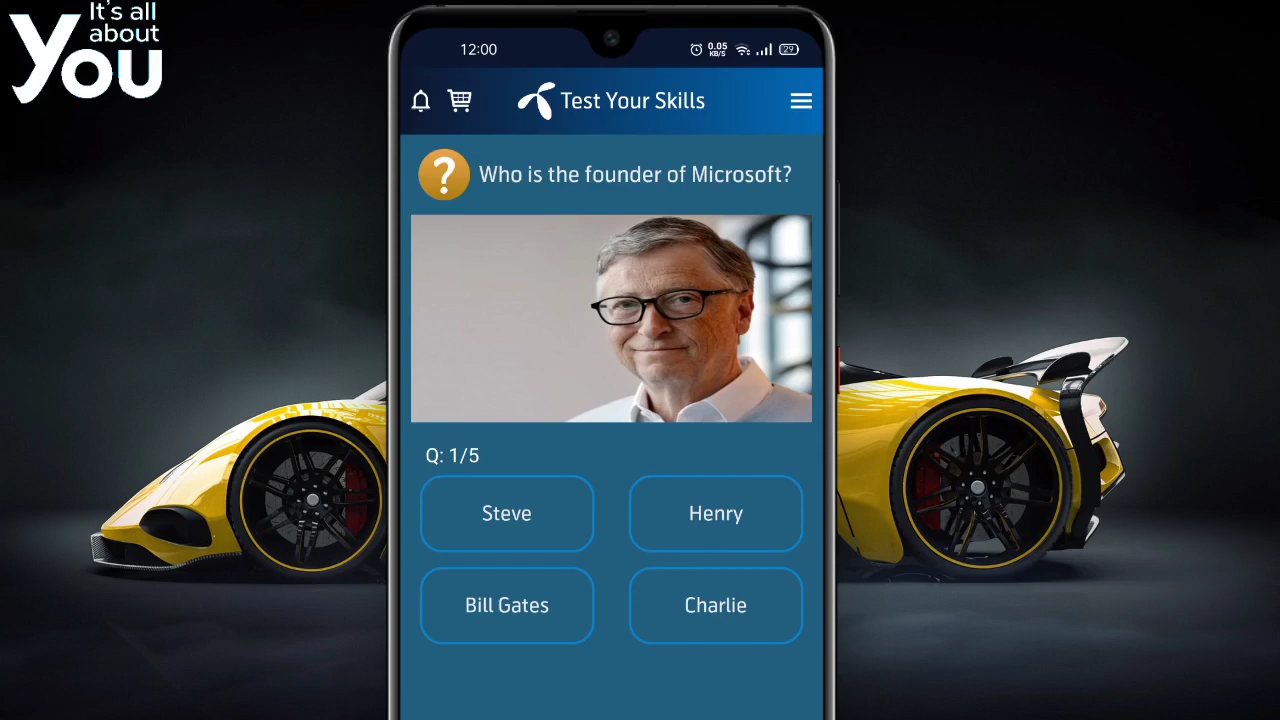 It's all
about
You
12:00
0.05
KB/S
29
Test Your Skills
? Who is the founder of Microsoft?
Q: 1/5
Steve
Henry
Bill Gates
Charlie